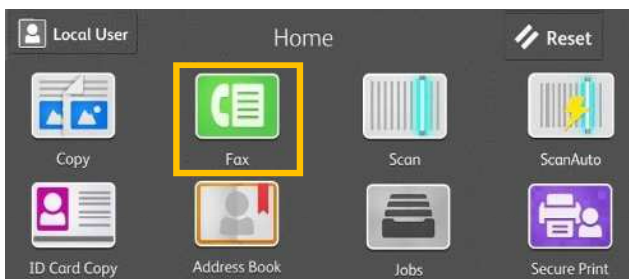 Local User
Home
Reset
Copy
Fax
Scan
ScanAuto
ID Card Copy
Address Book
Jobs
Secure Print